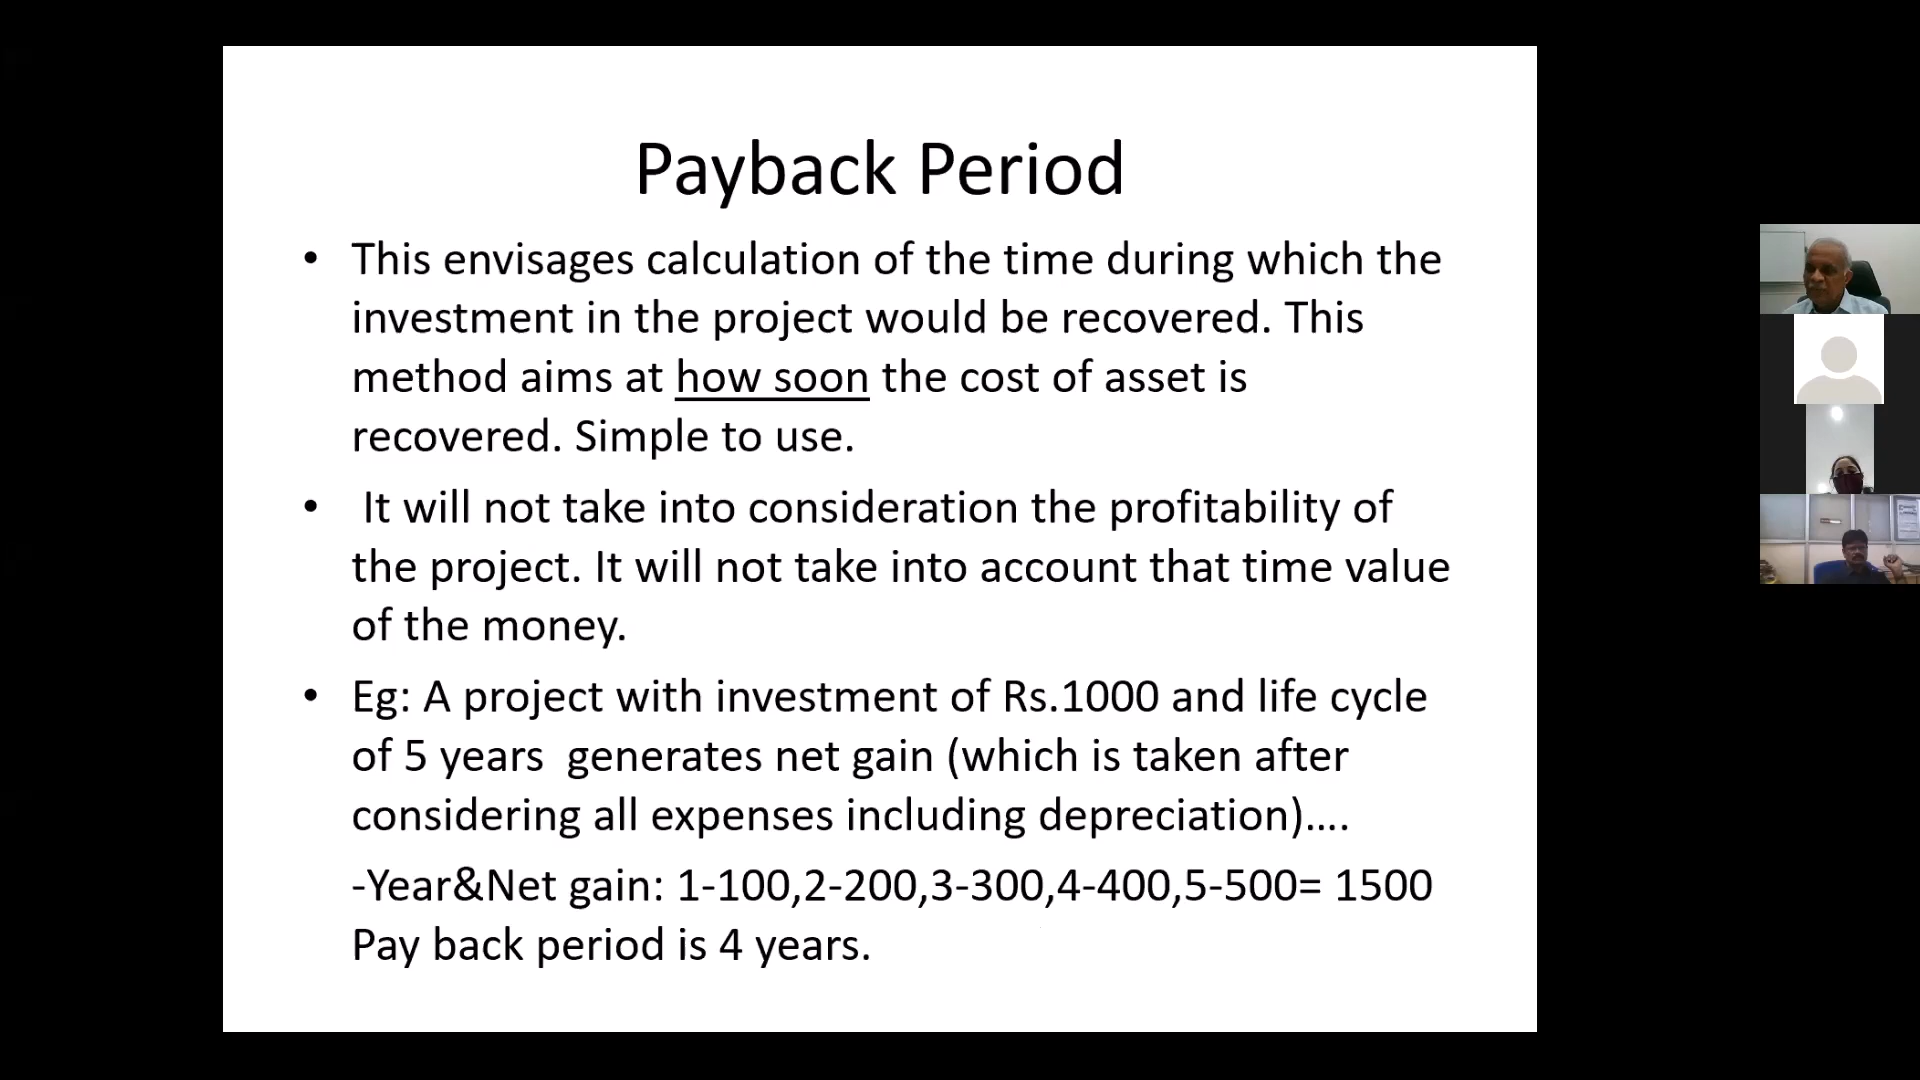 Payback Period
• This envisages calculation of the time during which the
investment in the project would be recovered. This
method aims at how soon the cost of asset is
recovered. Simple to use.
• It will not take into consideration the profitability of
the project. It will not take into account that time value
of the money.
• Eg: A project with investment of Rs.1000 and life cycle
of 5 years  generates net gain (which is taken after
considering all expenses including depreciation)....
-Year&Net gain: 1-100,2-200,3-300,4-400,5-500= 1500
Pay back period is 4 years.